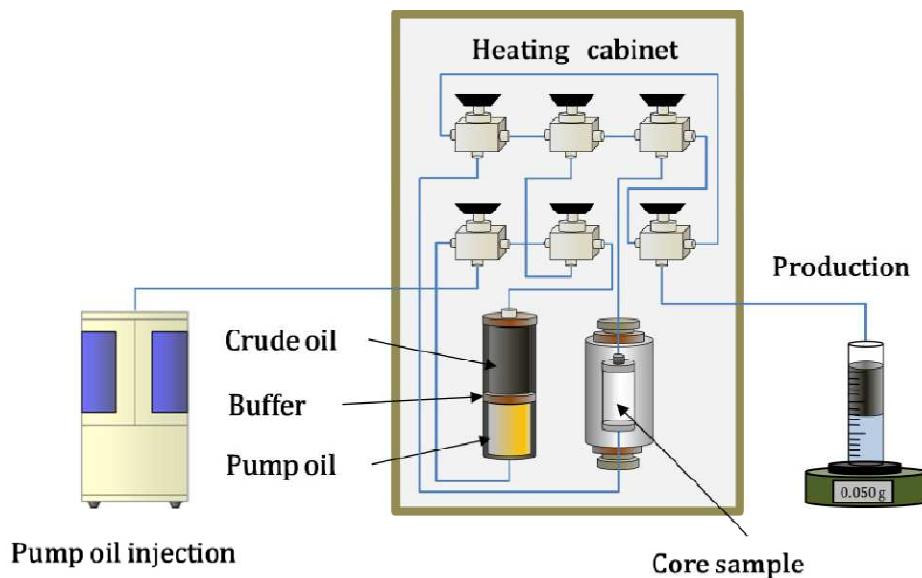 Heating cabinet
Production
Crude oil
Buffer
Pump oil
0.050 g
Pump oil injection
Core sample